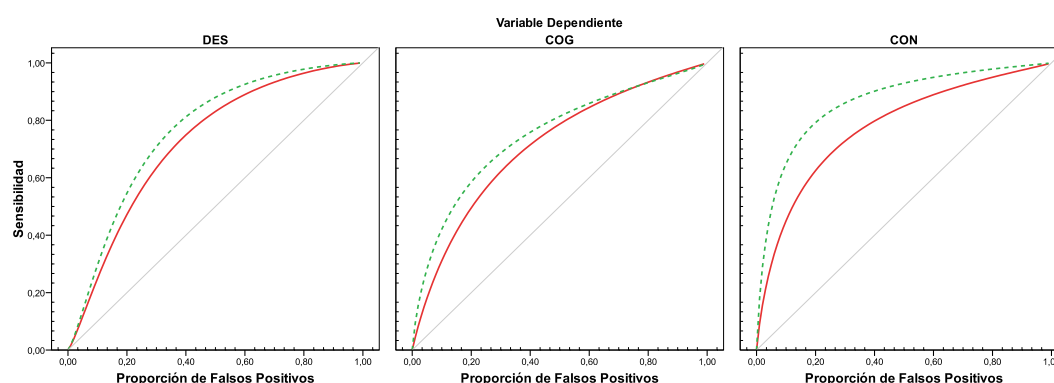 Variable Dependiente
DES COG CON
Sensibilidad
1,00
0,80
0,60
0,40
0,20
0,00
0,00 0,20 0,40 0,60 0,80 1,00 0,00 0,20 0,40 0,60 0,80 1,00 0,00 0,20 0,40 0,60 0,80 1,0
Proporción de Falsos Positivos Proporción de Falsos Positivos Proporción de Falsos Positivos